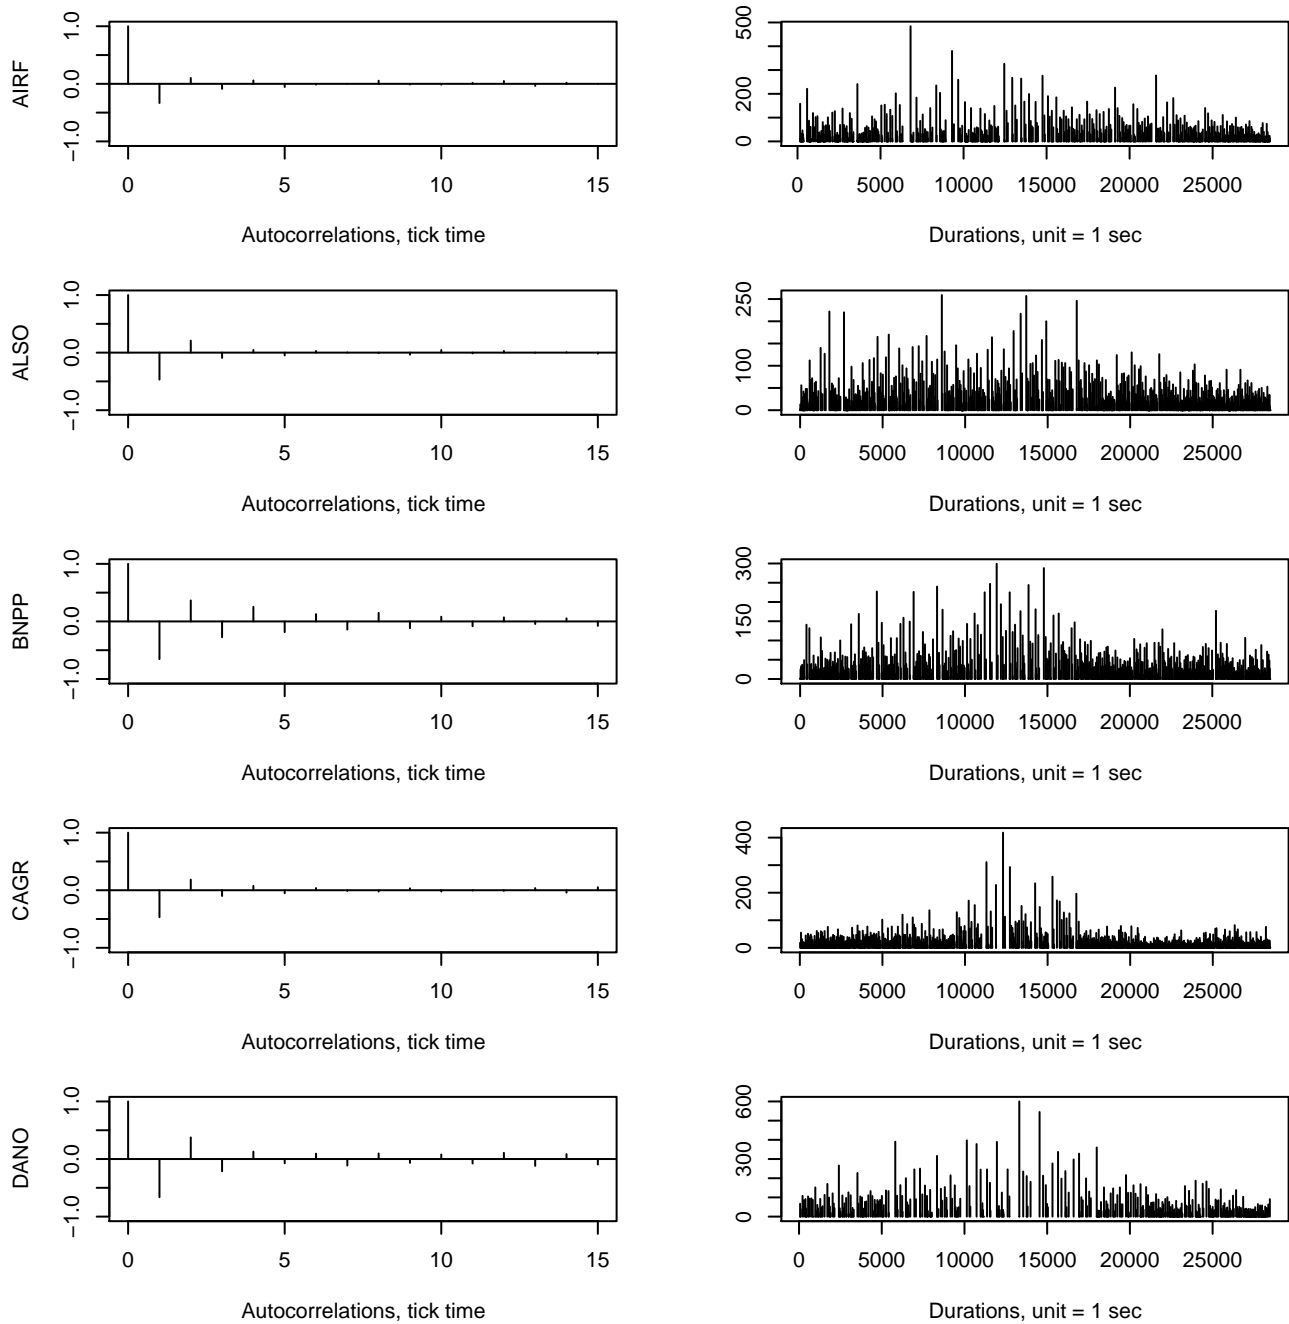 AIRF
1.0
0.0
−1.0
0 5 10 15
Autocorrelations, tick time
500
200
0
0 5000 10000 15000 20000 25000
Durations, unit = 1 sec
ALSO
1.0
0.0
−1.0
0 5 10 15
Autocorrelations, tick time
250
100
0
0 5000 10000 15000 20000 25000
Durations, unit = 1 sec
BNPP
1.0
0.0
−1.0
0 5 10 15
Autocorrelations, tick time
300
150
0
0 5000 10000 15000 20000 25000
Durations, unit = 1 sec
CAGR
1.0
0.0
−1.0
0 5 10 15
Autocorrelations, tick time
400
200
0
0 5000 10000 15000 20000 25000
Durations, unit = 1 sec
DANO
1.0
0.0
−1.0
0 5 10 15
Autocorrelations, tick time
600
300
0
0 5000 10000 15000 20000 25000
Durations, unit = 1 sec